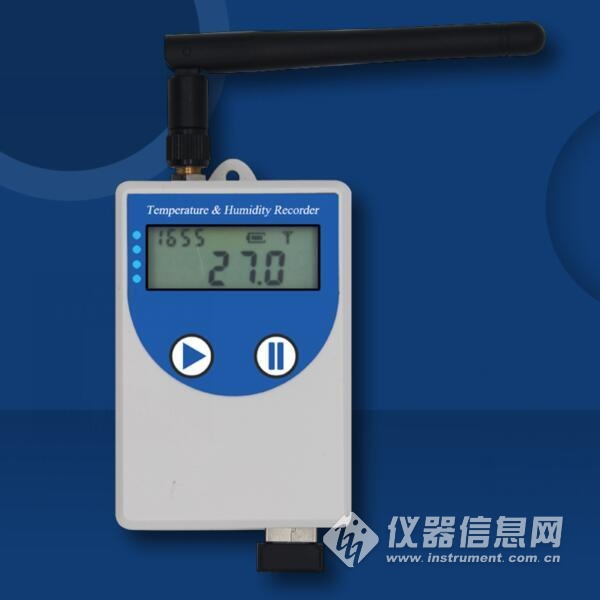 Temperature & Humidity Recorder
1655
27.0
仪器信息网
www.instrument.com.cn